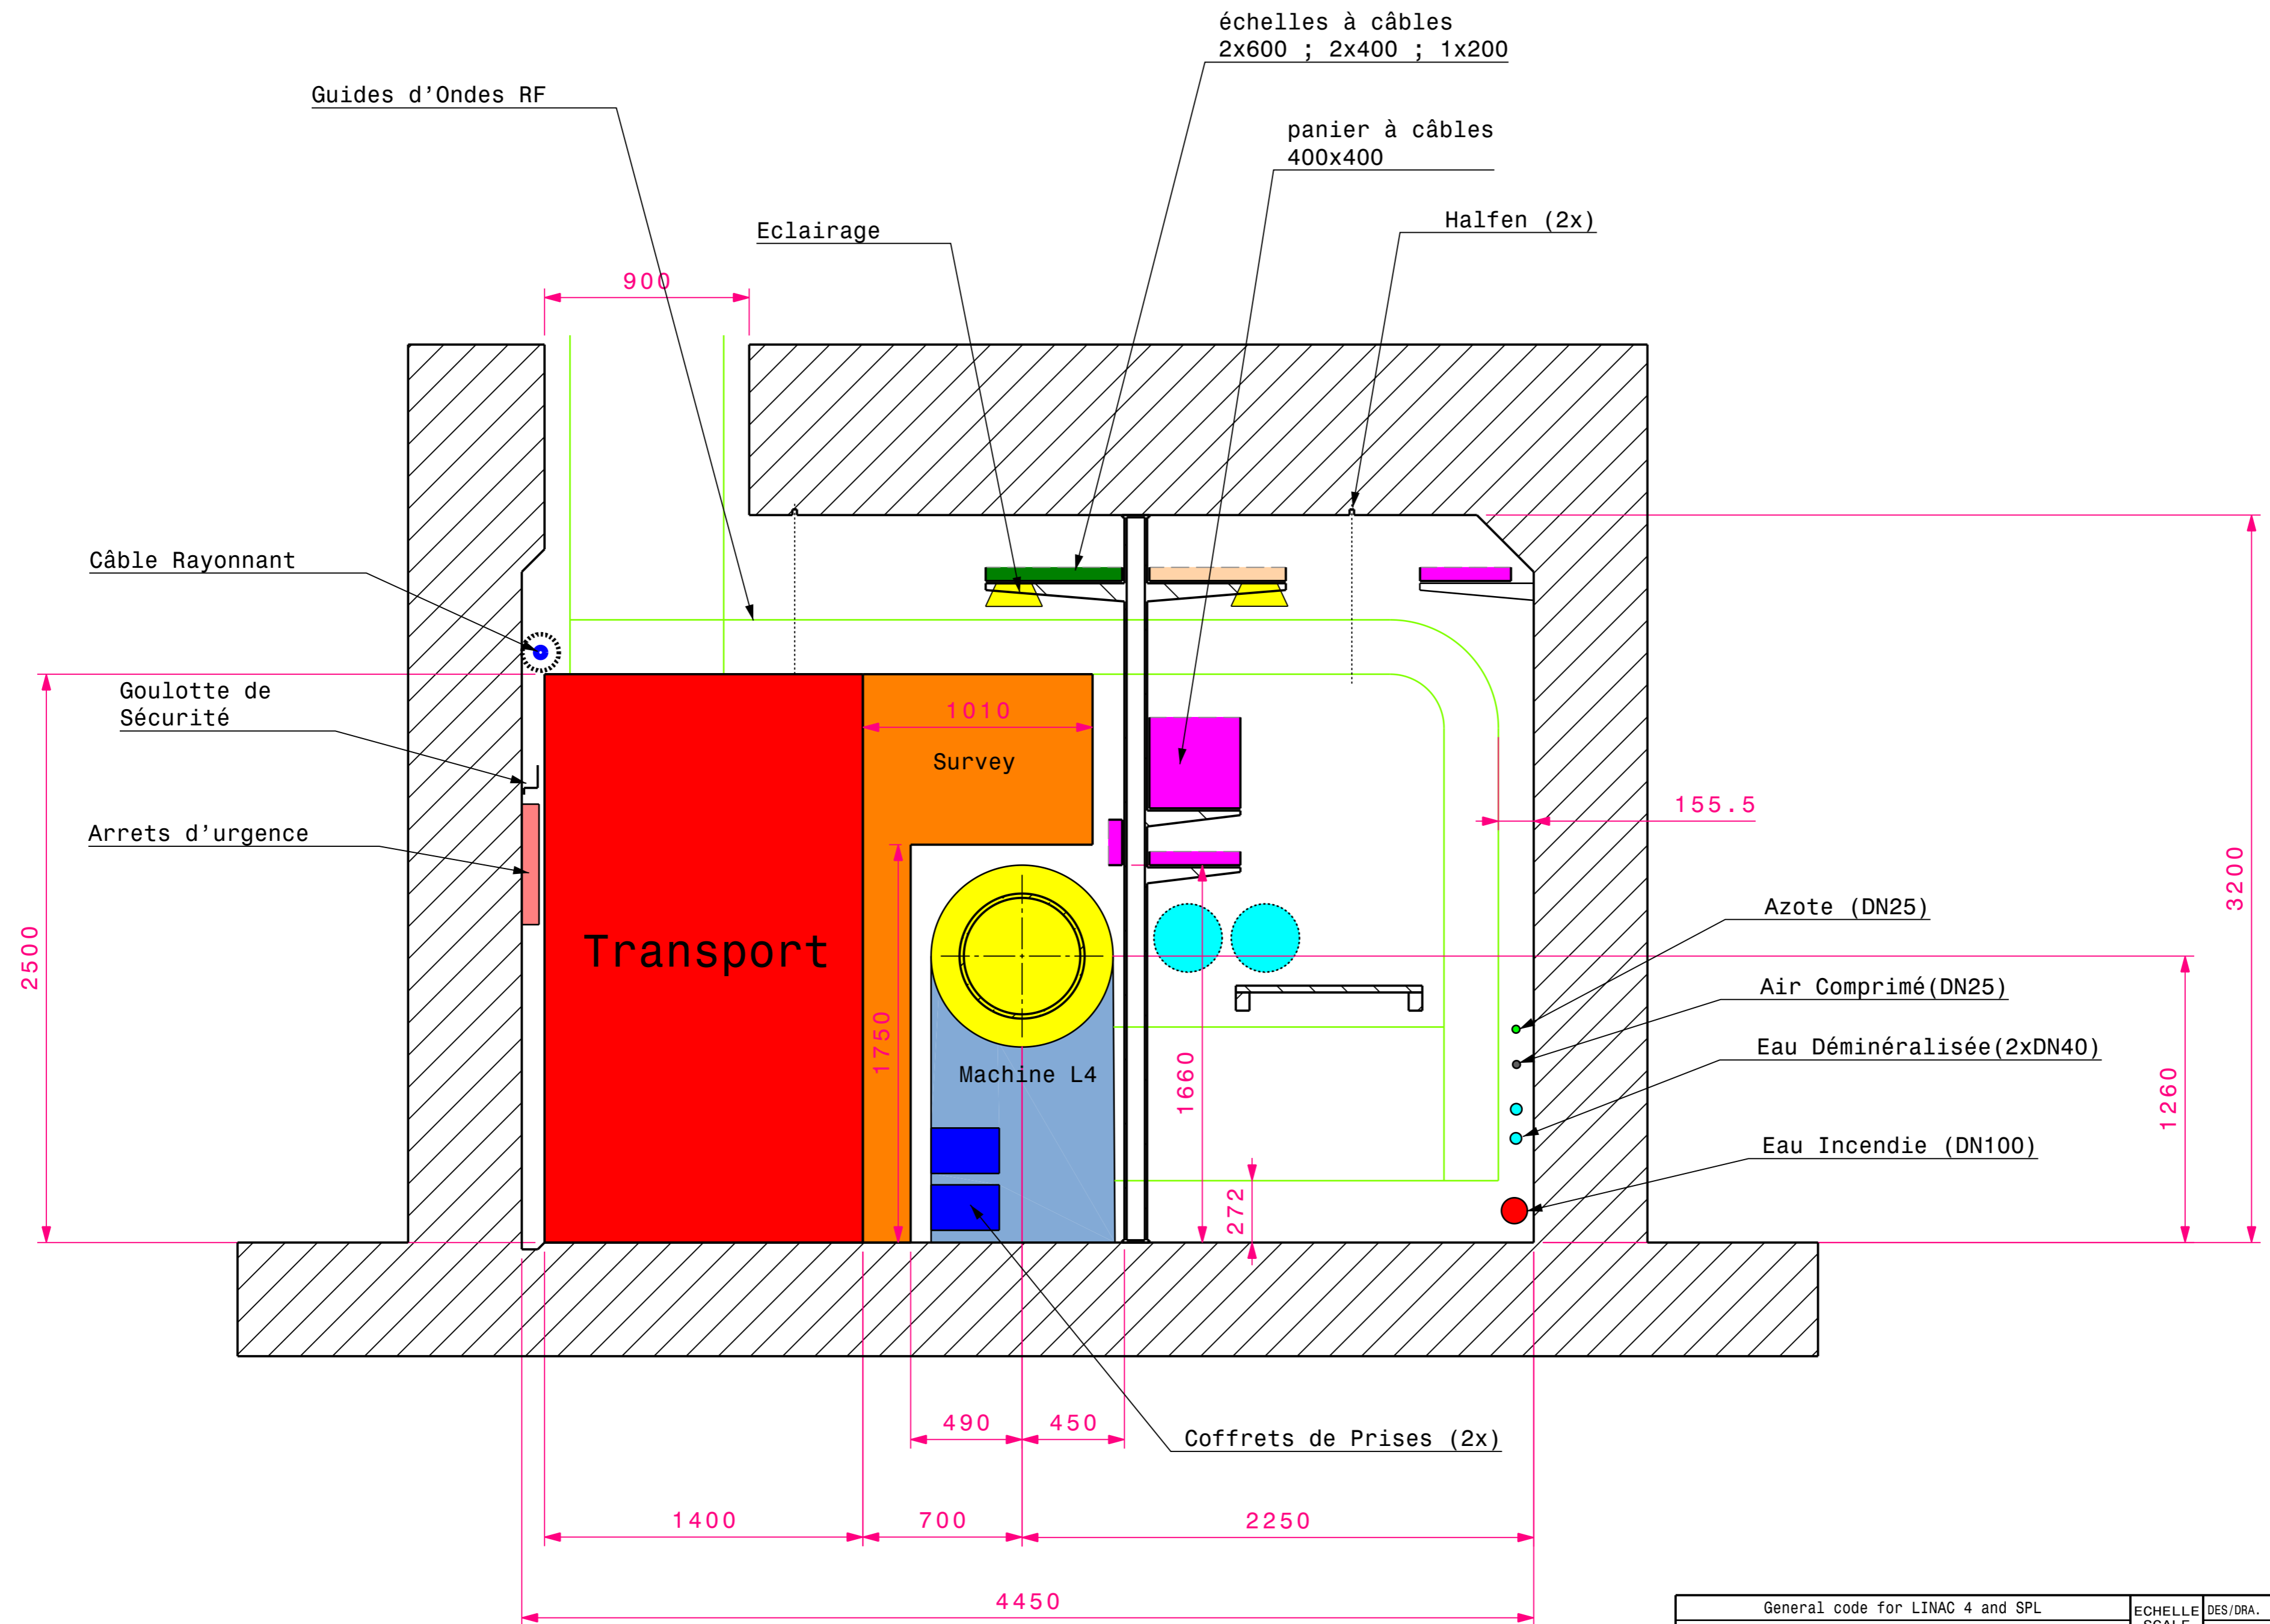 échelles à câbles
2x600 ; 2x400 ; 1x200
Guides d'Ondes RF
panier à câbles
400x400
Eclairage
Halfen (2x)
900
Câble Rayonnant
Goulotte de
Sécurité
1010
Survey
155.5
Arrets d'urgence
3200
Azote (DN25)
2500
Transport
Air Comprimé(DN25)
1750
Eau Déminéralisée(2xDN40)
Machine L4
1660
1260
Eau Incendie (DN100)
272
490
450
Coffrets de Prises (2x)
1400
700
2250
4450
General code for LINAC 4 and SPL
ECHELLE
DES/DRA.